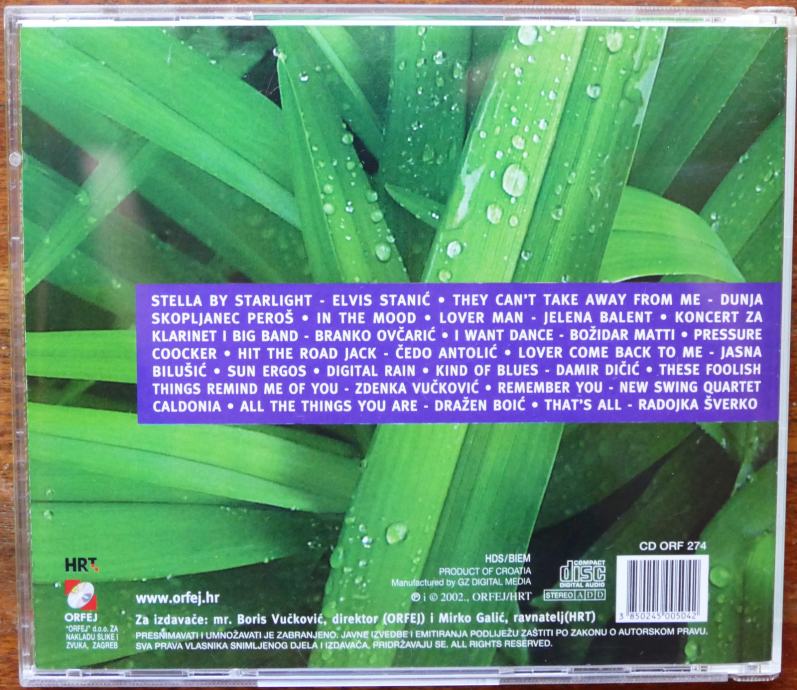 STELLA BY STARLIGHT - ELVIS STANIĆ • THEY CAN'T TAKE AWAY FROM ME - DUNJA
SKOPLJANEC PEROŠ • IN THE MOOD • LOVER MAN - JELENA BALENT • KONCERT ZA
KLARINET I BIG BAND - BRANKO OVČARIĆ • I WANT DANCE - BOŽIDAR MATTI • PRESSURE
COOCKER • HIT THE ROAD JACK - ČEDO ANTOLIĆ • LOVER COME BACK TO ME - JASNA
BILUŠIĆ • SUN ERGOS • DIGITAL RAIN • KIND OF BLUES - DAMIR DIČIĆ • THESE FOOLISH
THINGS REMIND ME OF YOU - ZDENKA VUČKOVIĆ • REMEMBER YOU - NEW SWING QUARTET
CALDONIA • ALL THE THINGS YOU ARE - DRAŽEN BOIĆ • THAT'S ALL - RADOJKA ŠVERKO
HRT
ORFEJ
"ORFEJ" d.o.o. ZA
NAKLADU SLIKE I
ZVUKA, ZAGREB
www.orfej.hr
HDS/BIEM
PRODUCT OF CROATIA
Manufactured by GZ DIGITAL MEDIA
℗ i © 2002., ORFEJ/HRT
COMPACT
disc
DIGITAL AUDIO
STEREO ADD
CD ORF 274
3 850245 005042
Za izdavače: mr. Boris Vučković, direktor (ORFEJ) i Mirko Galić, ravnatelj(HRT)
PRESNIMAVATI I UMNOŽAVATI JE ZABRANJENO. JAVNE IZVEDBE I EMITIRANJA PODLIJEŽU ZAŠTITI PO ZAKONU O AUTORSKOM PRAVU.
SVA PRAVA VLASNIKA SNIMLJENOG DJELA I IZDAVAČA, PRIDRŽAVAJU SE. ALL RIGHTS RESERVED.